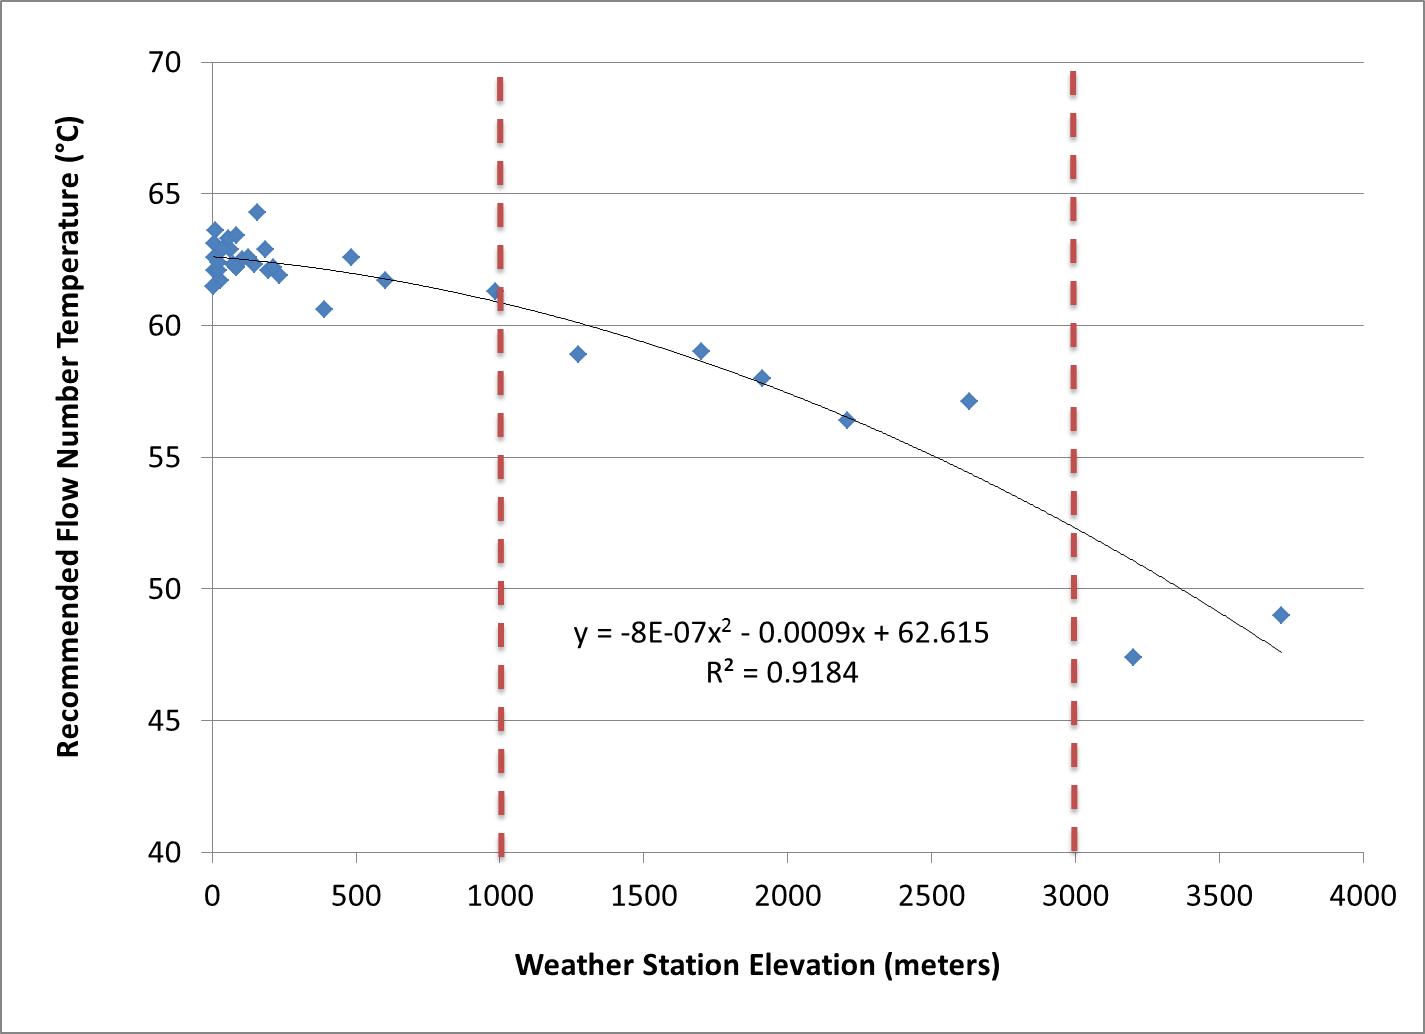 Recommended Flow Number Temperature (°C)
70
65
60
55
50
45
40
y = -8E-07x² - 0.0009x + 62.615
R² = 0.9184
0 500 1000 1500 2000 2500 3000 3500 4000
Weather Station Elevation (meters)